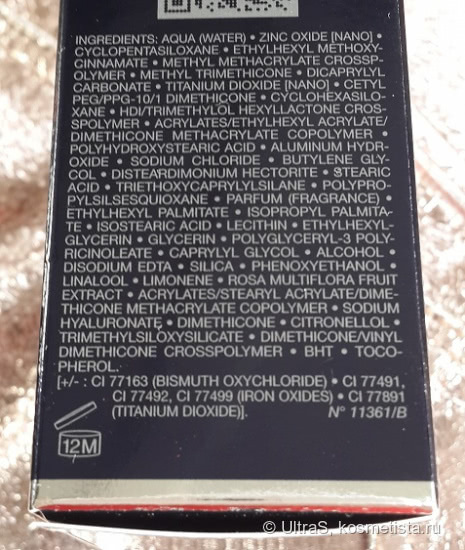 INGREDIENTS: AQUA (WATER) • ZINC OXIDE [NANO] •
CYCLOPENTASILOXANE • ETHYLHEXYL METHOXY-
CINNAMATE • METHYL METHACRYLATE CROSSP-
OLYMER • METHYL TRIMETHICONE • DICAPRYLYL
CARBONATE • TITANIUM DIOXIDE [NANO] • CETYL
PEG/PPG-10/1 DIMETHICONE • CYCLOHEXASILO-
XANE • HDI/TRIMETHYLOL HEXYLLACTONE CROS-
SPOLYMER • ACRYLATES/ETHYLHEXYL ACRYLATE/
DIMETHICONE METHACRYLATE COPOLYMER •
POLYHYDROXYSTEARIC ACID • ALUMINUM HYDR-
OXIDE • SODIUM CHLORIDE • BUTYLENE GLY-
COL • DISTEARDIMONIUM HECTORITE • STEARIC
ACID • TRIETHOXYCAPRYLYLSILANE • POLYPRO-
PYLSILSESQUIOXANE • PARFUM (FRAGRANCE) •
ETHYLHEXYL PALMITATE • ISOPROPYL PALMITA-
TE • ISOSTEARIC ACID • LECITHIN • ETHYLHEXYL-
GLYCERIN • GLYCERIN • POLYGLYCERYL-3 POLY-
RICINOLEATE • CAPRYLYL GLYCOL • ALCOHOL •
DISODIUM EDTA • SILICA • PHENOXYETHANOL •
LINALOOL • LIMONENE • ROSA MULTIFLORA FRUIT
EXTRACT • ACRYLATES/STEARYL ACRYLATE/DIME-
THICONE METHACRYLATE COPOLYMER • SODIUM
HYALURONATE • DIMETHICONE • CITRONELLOL •
TRIMETHYLSILOXYSILICATE • DIMETHICONE/VINYL
DIMETHICONE CROSSPOLYMER • BHT • TOCO-
PHEROL.
[+/- : CI 77163 (BISMUTH OXYCHLORIDE) • CI 77491,
CI 77492, CI 77499 (IRON OXIDES) • CI 77891
(TITANIUM DIOXIDE)]. N° 11361/B
12M
© UltraS, kosmetista.ru